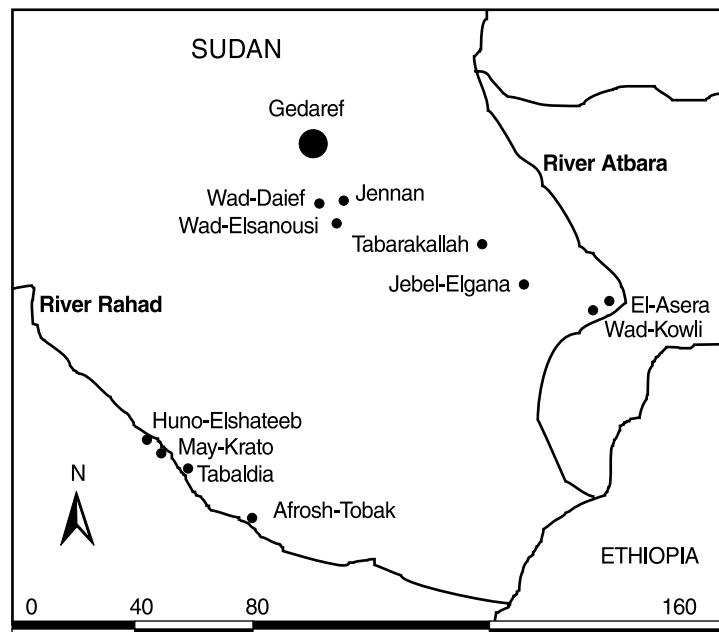 SUDAN
Gedaref
River Atbara
Wad-Daief
Jennan
Wad-Elsanousi
Tabarakallah
Jebel-Elgana
El-Asera
River Rahad
Wad-Kowli
Huno-Elshateeb
May-Krato
N
Tabaldia
Afrosh-Tobak
ETHIOPIA
0 40 80 160